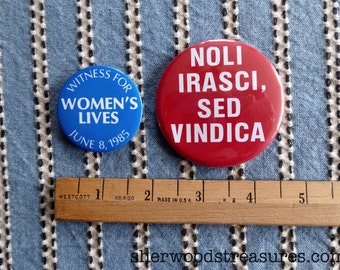 WITNESS FOR
WOMEN'S
LIVES
JUNE 8, 1985
NOLI
IRASCI,
SED
VINDICA
1 2 3 4 5
WESTCOTT
MADE IN U.S.A.
sherwoodstreasures.com